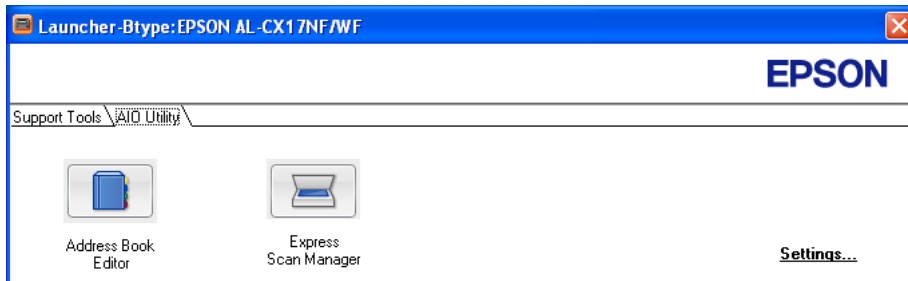 Launcher-Btype:EPSON AL-CX17NF/WF
EPSON
Support Tools AIO Utility
Address Book
Editor
Express
Scan Manager
Settings...